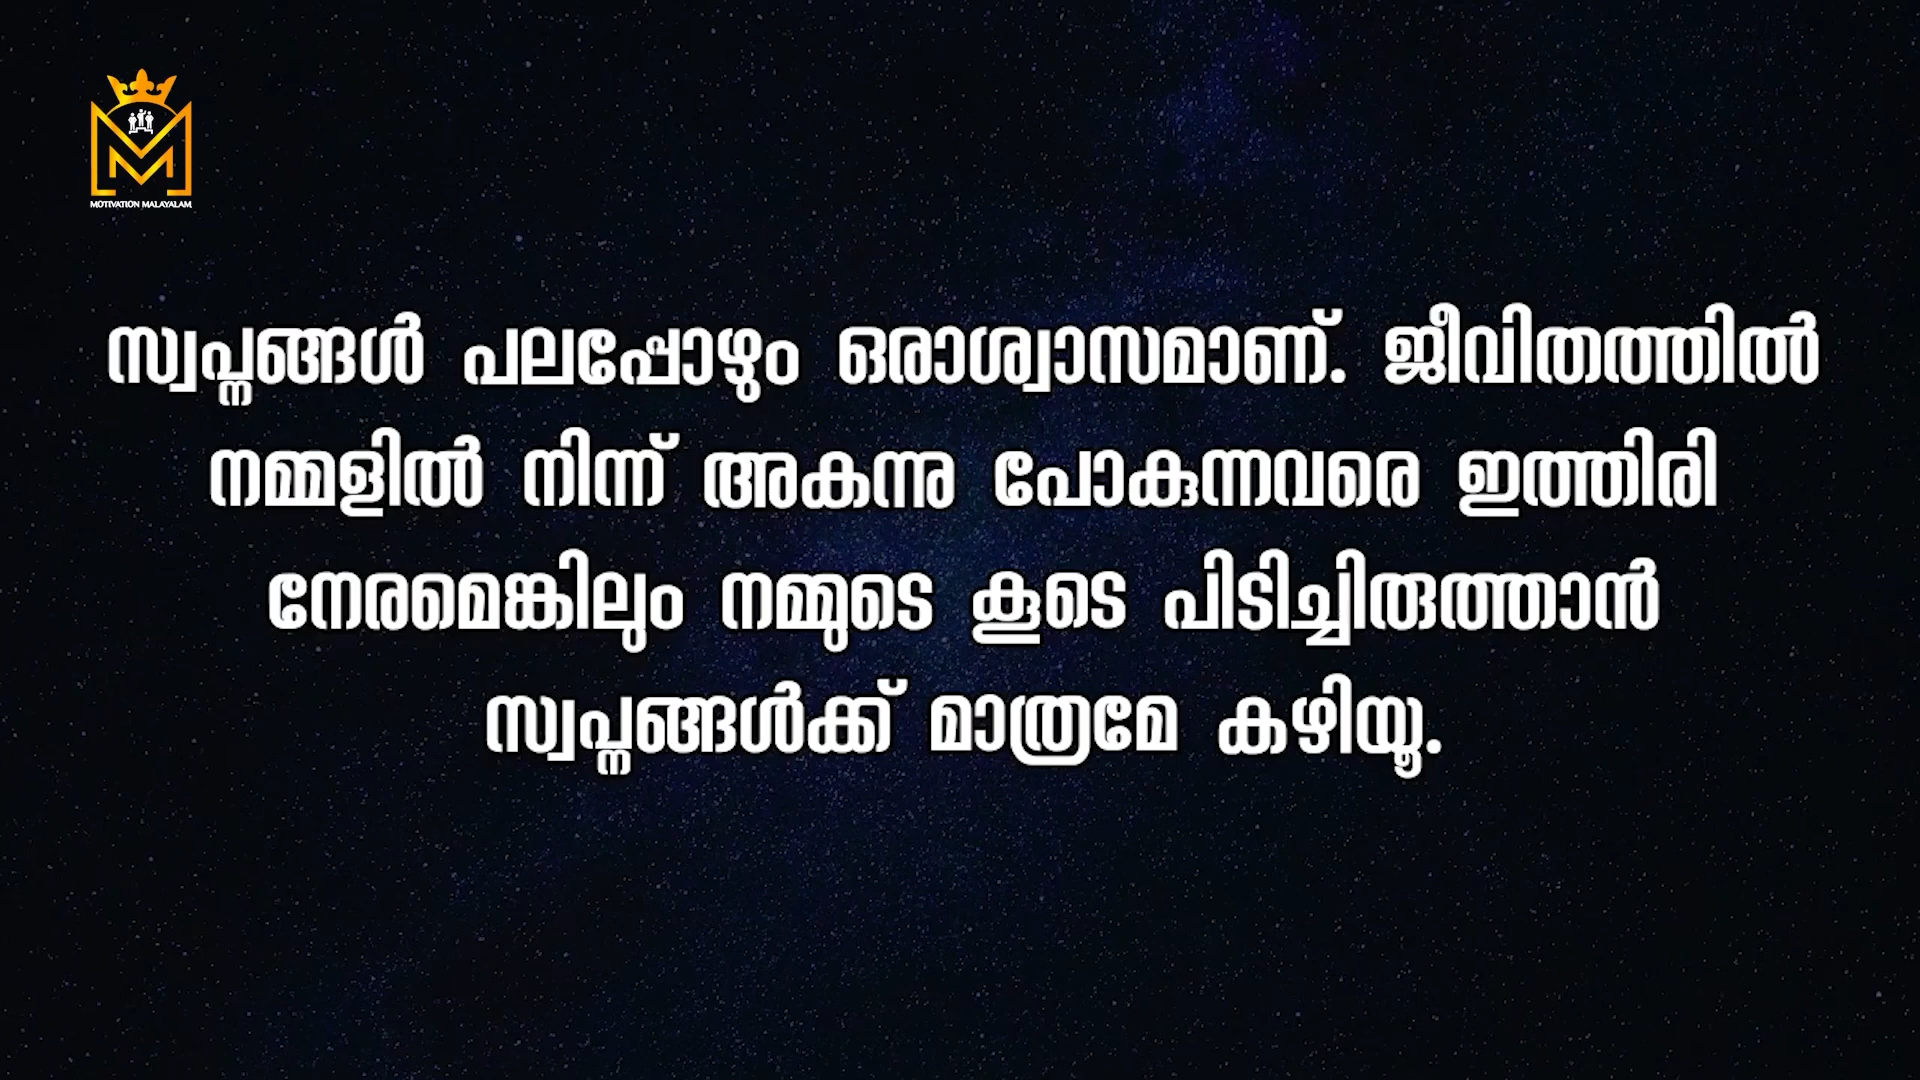 MOTIVATION MALAYALAM
സ്വപ്നങ്ങൾ പലപ്പോഴും ഒരാശ്വാസമാണ്. ജീവിതത്തിൽ
നമ്മളിൽ നിന്ന് അകന്നു പോകുന്നവരെ ഇത്തിരി
നേരമെങ്കിലും നമ്മുടെ കൂടെ പിടിച്ചിരുത്താൻ
സ്വപ്നങ്ങൾക്ക് മാത്രമേ കഴിയൂ.